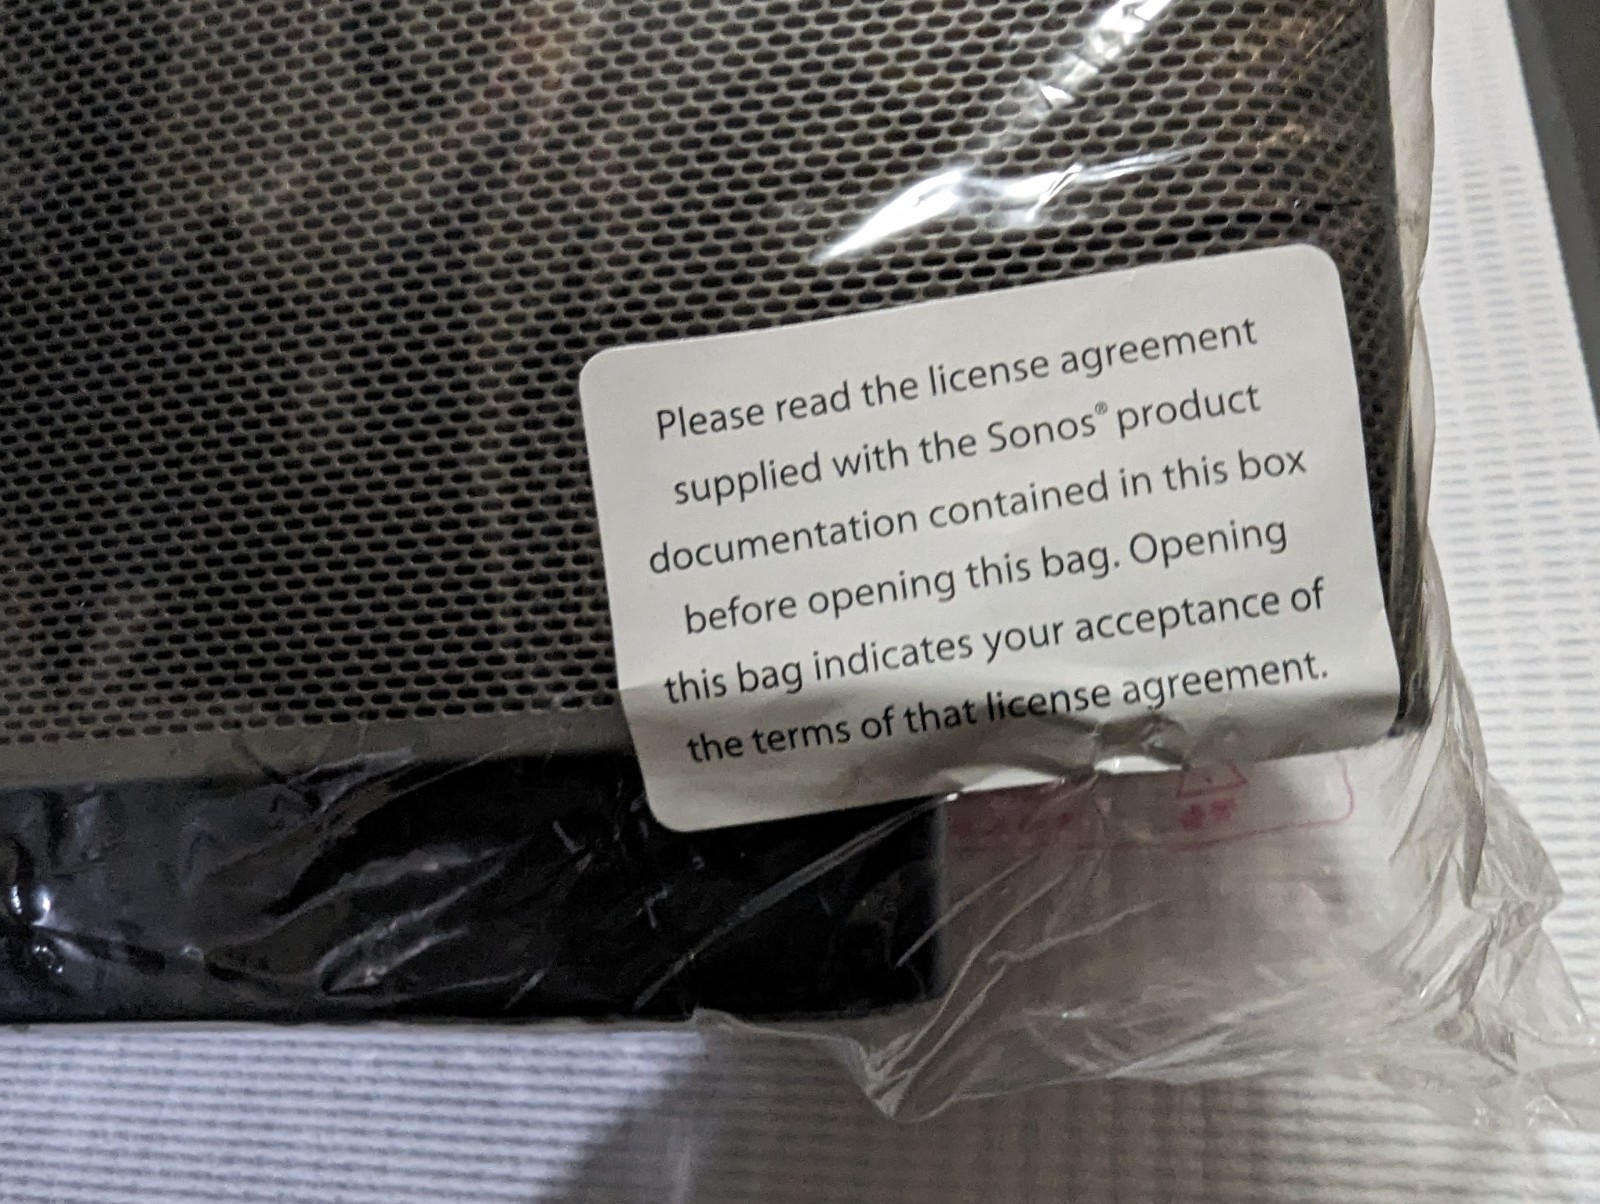 Please read the license agreement
supplied with the Sonos® product
documentation contained in this box
before opening this bag. Opening
this bag indicates your acceptance of
the terms of that license agreement.